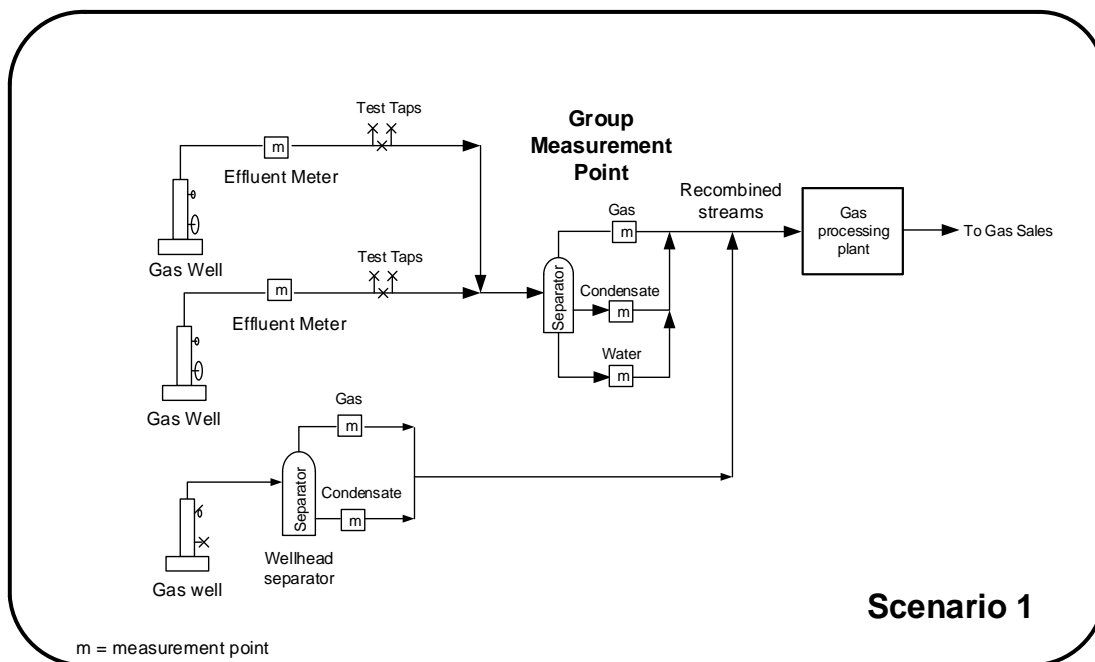 Test Taps
m
Effluent Meter
Gas Well
Test Taps
m
Effluent Meter
Gas Well
Group
Measurement
Point
Gas
m
Separator
Condensate
m
Water
m
Recombined
streams
Gas
processing
plant
To Gas Sales
Gas
m
Separator
Condensate
m
Wellhead
separator
Gas well
Scenario 1
m = measurement point